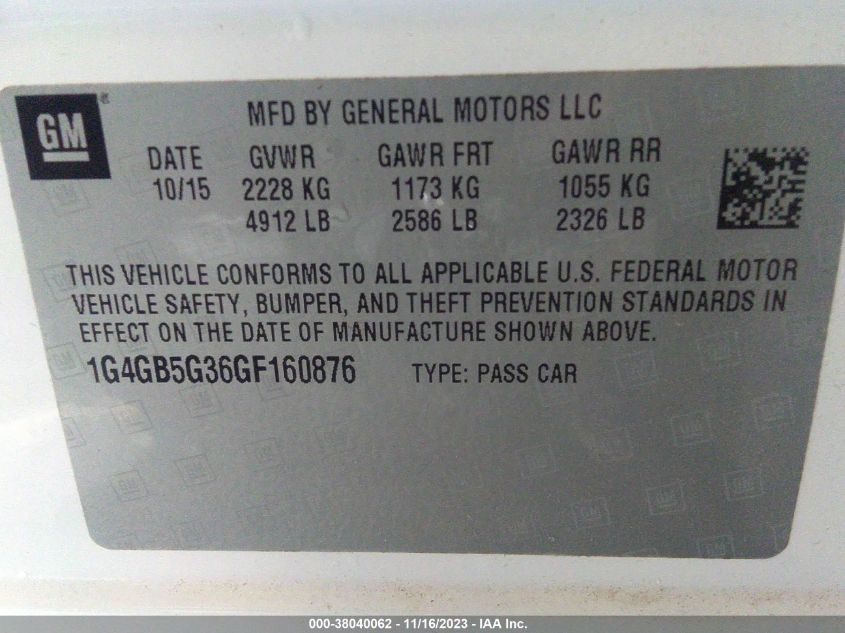 GM ®
MFD BY GENERAL MOTORS LLC
DATE GVWR GAWR FRT GAWR RR
10/15 2228 KG 1173 KG 1055 KG
4912 LB 2586 LB 2326 LB
THIS VEHICLE CONFORMS TO ALL APPLICABLE U.S. FEDERAL MOTOR
VEHICLE SAFETY, BUMPER, AND THEFT PREVENTION STANDARDS IN
EFFECT ON THE DATE OF MANUFACTURE SHOWN ABOVE.
1G4GB5G36GF160876 TYPE: PASS CAR
000-38040062 - 11/16/2023 - IAA Inc.